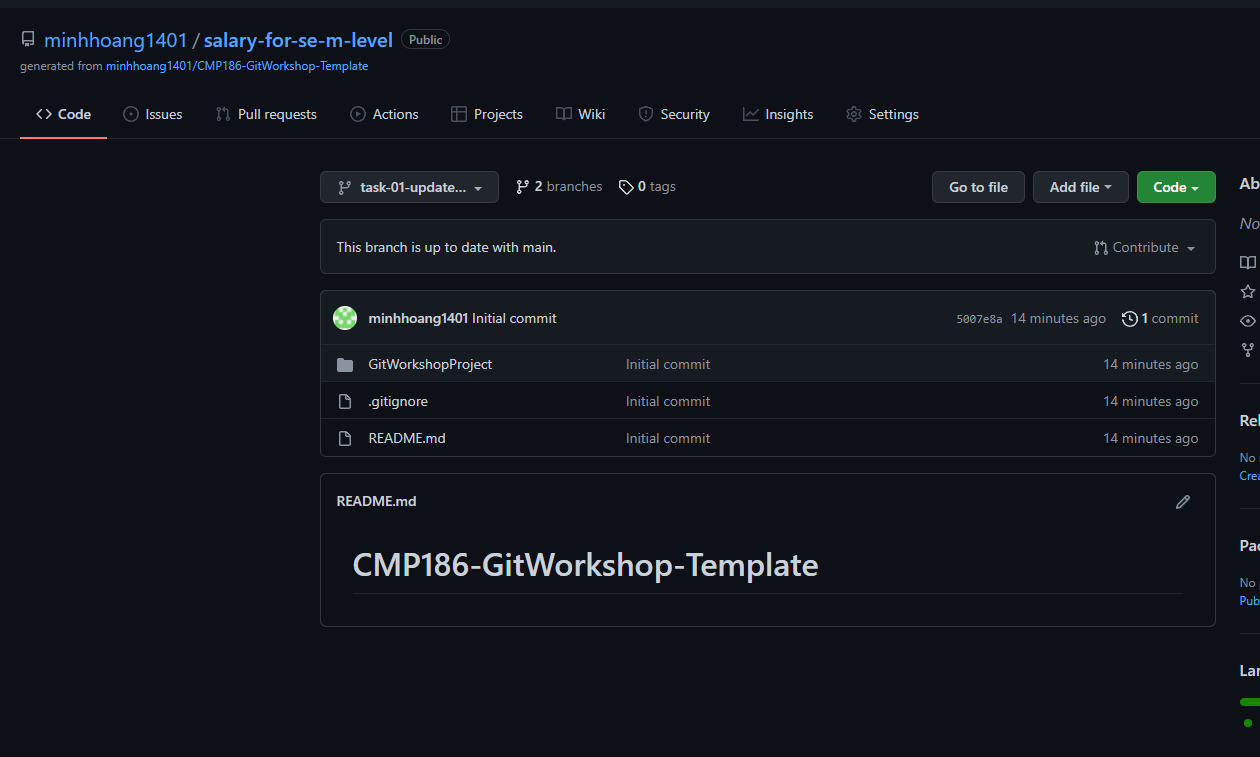 minhhoang1401 / salary-for-se-m-level Public
generated from minhhoang1401/CMP186-GitWorkshop-Template
Code Issues Pull requests Actions Projects Wiki Security Insights Settings
task-01-update... 2 branches 0 tags Go to file Add file Code
This branch is up to date with main. Contribute
minhhoang1401 Initial commit 5007e8a 14 minutes ago 1 commit
GitWorkshopProject Initial commit 14 minutes ago
.gitignore Initial commit 14 minutes ago
README.md Initial commit 14 minutes ago
README.md
CMP186-GitWorkshop-Template
Ab
No
Rel
No
Crea
Pac
No
Pub
Lan